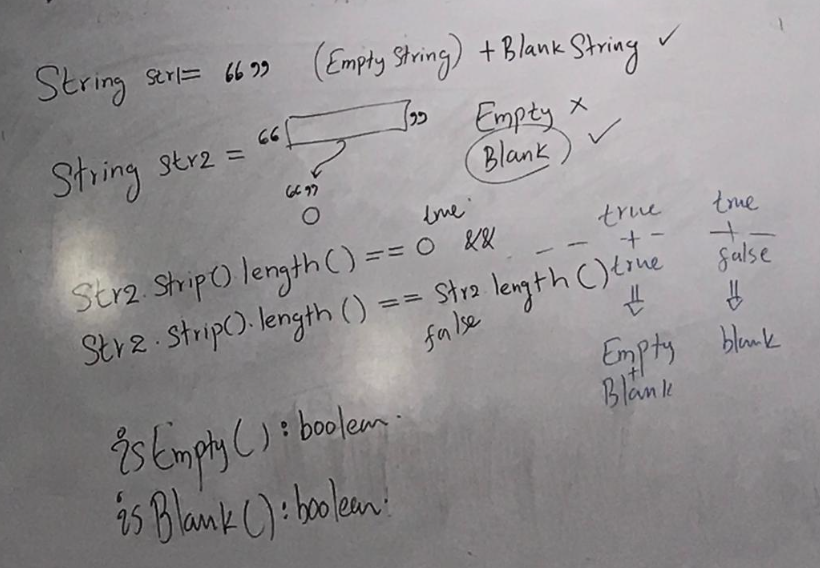 String str1= “ ” (Empty String) + Blank String ✓
String str2 = “ ” Empty ×
Blank ✓
“ ”
0
true
Str2.Strip().length() == 0 && _ _
Str2.Strip().length() == Str2.length()
false
true
+
true
⇓
Empty
+
Blank
true
+
false
⇓
blank
isEmpty() : boolean.
isBlank() : boolean.